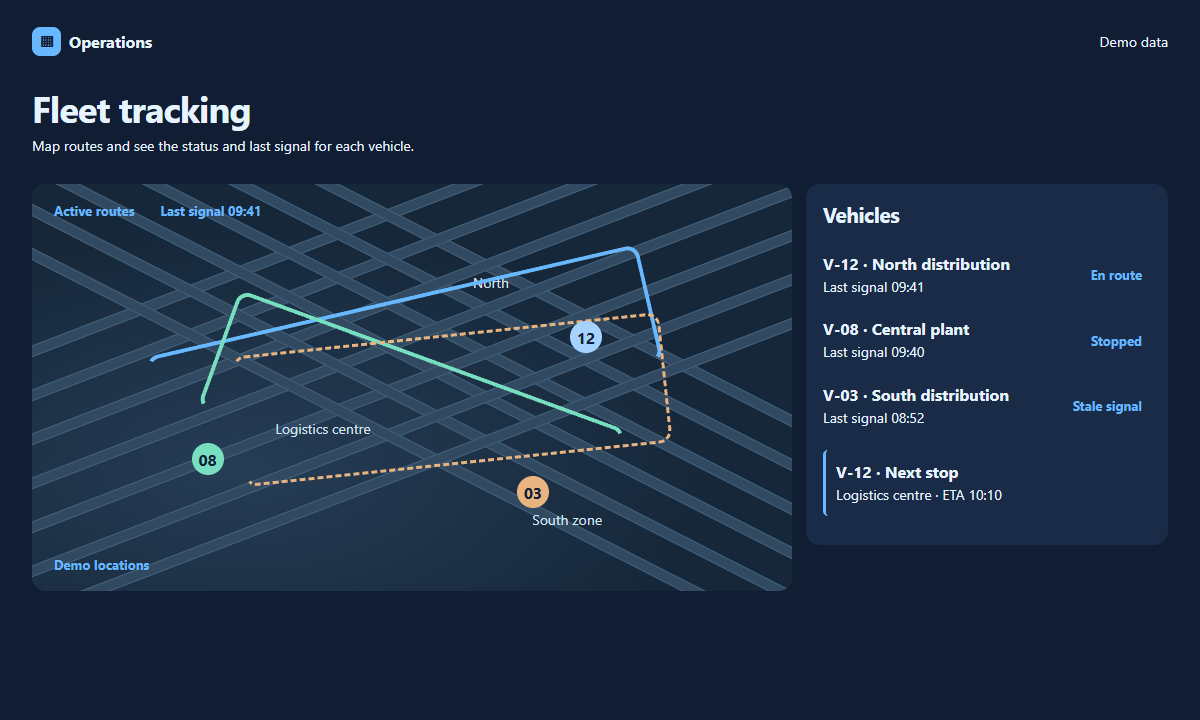 Operations
Demo data
Fleet tracking
Map routes and see the status and last signal for each vehicle.
Active routes
Last signal 09:41
North
12
Logistics centre
08
03
South zone
Demo locations
Vehicles
V-12 · North distribution
Last signal 09:41
En route
V-08 · Central plant
Last signal 09:40
Stopped
V-03 · South distribution
Last signal 08:52
Stale signal
V-12 · Next stop
Logistics centre · ETA 10:10